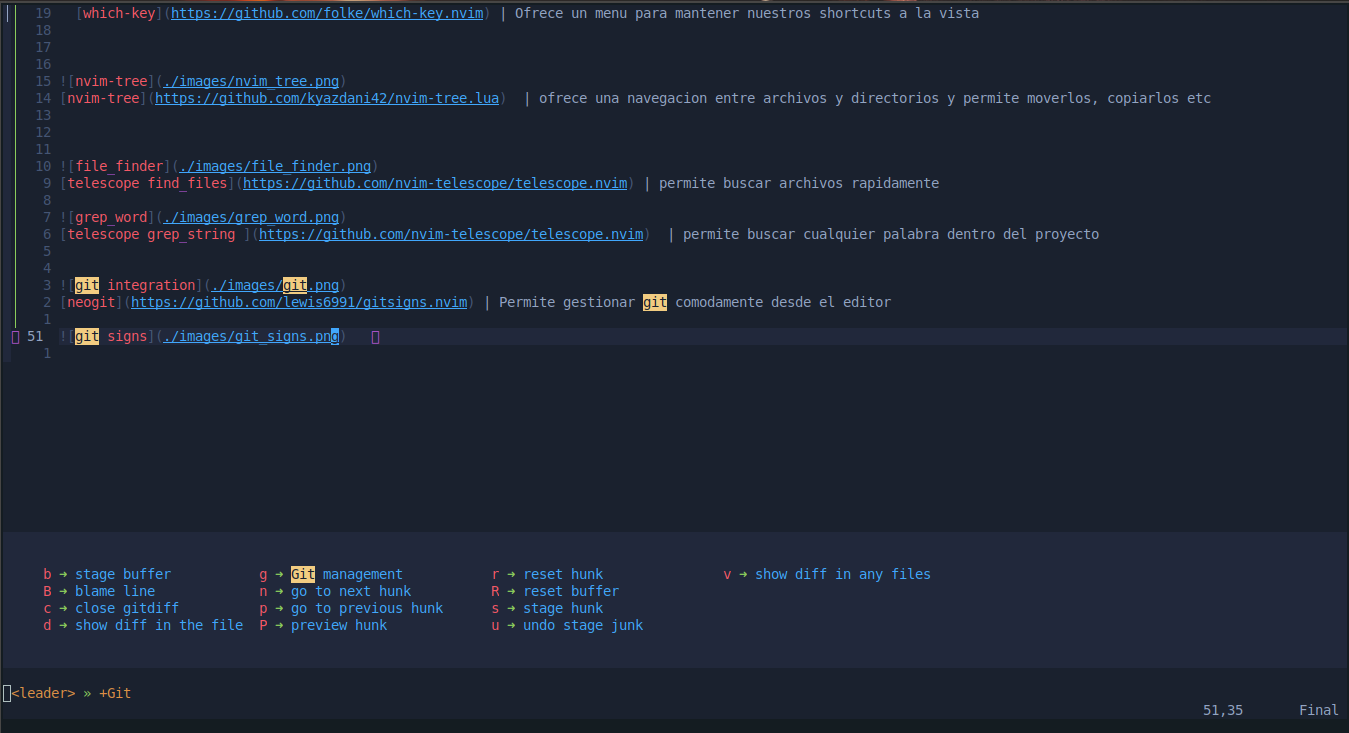 19 [which-key](https://github.com/folke/which-key.nvim) | Ofrece un menu para mantener nuestros shortcuts a la vista
18
17
16
15 ![nvim-tree](./images/nvim_tree.png)
14 [nvim-tree](https://github.com/kyazdani42/nvim-tree.lua) | ofrece una navegacion entre archivos y directorios y permite moverlos, copiarlos etc
13
12
11
10 ![file_finder](./images/file_finder.png)
9 [telescope find_files](https://github.com/nvim-telescope/telescope.nvim) | permite buscar archivos rapidamente
8
7 ![grep_word](./images/grep_word.png)
6 [telescope grep_string ](https://github.com/nvim-telescope/telescope.nvim) | permite buscar cualquier palabra dentro del proyecto
5
4
3 ![git integration](./images/git.png)
2 [neogit](https://github.com/lewis6991/gitsigns.nvim) | Permite gestionar git comodamente desde el editor
1
51 ![git signs](./images/git_signs.png)
1
b → stage buffer g → Git management r → reset hunk v → show diff in any files
B → blame line n → go to next hunk R → reset buffer
c → close gitdiff p → go to previous hunk s → stage hunk
d → show diff in the file P → preview hunk u → undo stage junk
<leader> » +Git
51,35 Final